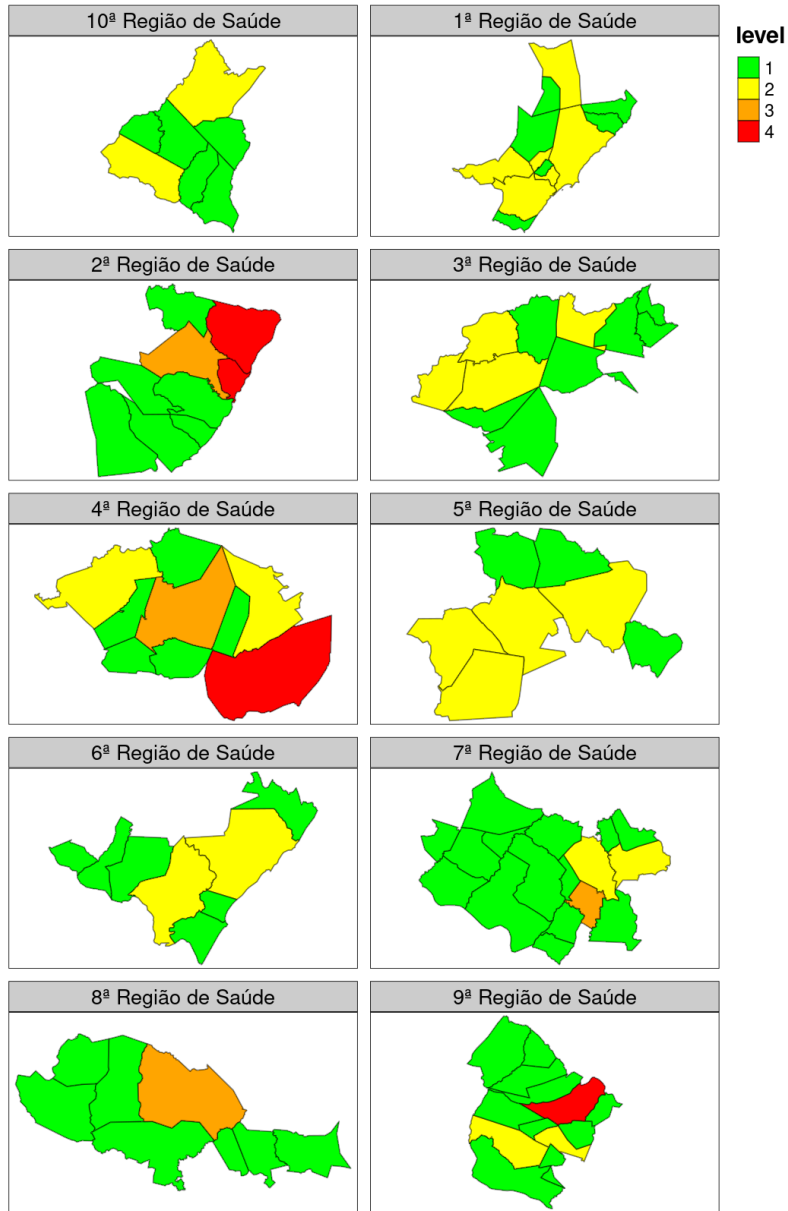 10ª Região de Saúde
1ª Região de Saúde
level
1
2
3
4
2ª Região de Saúde
3ª Região de Saúde
4ª Região de Saúde
5ª Região de Saúde
6ª Região de Saúde
7ª Região de Saúde
8ª Região de Saúde
9ª Região de Saúde